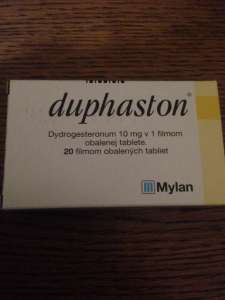 duphaston®
Dydrogesteronum 10 mg v 1 filmom
obalenej tablete.
20 filmom obalených tabliet
Mylan